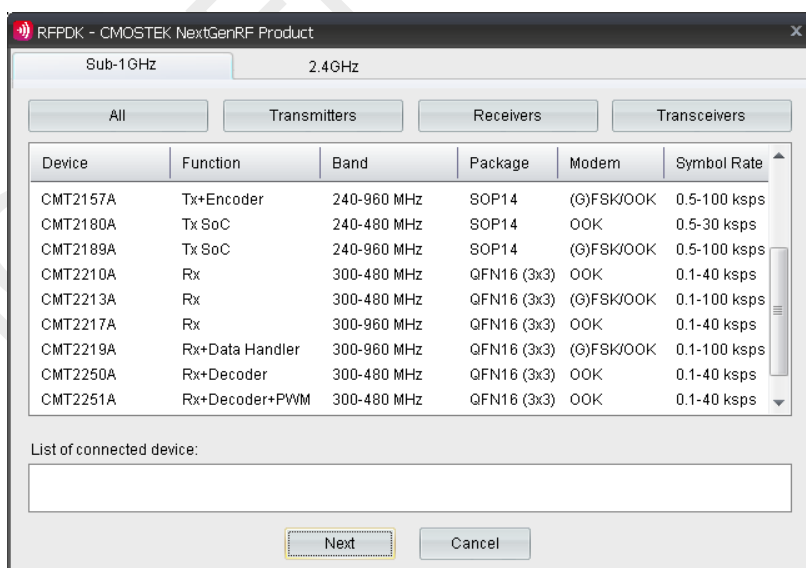 RFPDK - CMOSTEK NextGenRF Product x
Sub-1GHz 2.4GHz
All Transmitters Receivers Transceivers
Device Function Band Package Modem Symbol Rate
CMT2157A Tx+Encoder 240-960 MHz SOP14 (G)FSK/OOK 0.5-100 ksps
CMT2180A Tx SoC 240-480 MHz SOP14 OOK 0.5-30 ksps
CMT2189A Tx SoC 240-960 MHz SOP14 (G)FSK/OOK 0.5-100 ksps
CMT2210A Rx 300-480 MHz QFN16 (3x3) OOK 0.1-40 ksps
CMT2213A Rx 300-480 MHz QFN16 (3x3) (G)FSK/OOK 0.1-100 ksps
CMT2217A Rx 300-960 MHz QFN16 (3x3) OOK 0.1-40 ksps
CMT2219A Rx+Data Handler 300-960 MHz QFN16 (3x3) (G)FSK/OOK 0.1-100 ksps
CMT2250A Rx+Decoder 300-480 MHz QFN16 (3x3) OOK 0.1-40 ksps
CMT2251A Rx+Decoder+PWM 300-480 MHz QFN16 (3x3) OOK 0.1-40 ksps
List of connected device:
Next Cancel